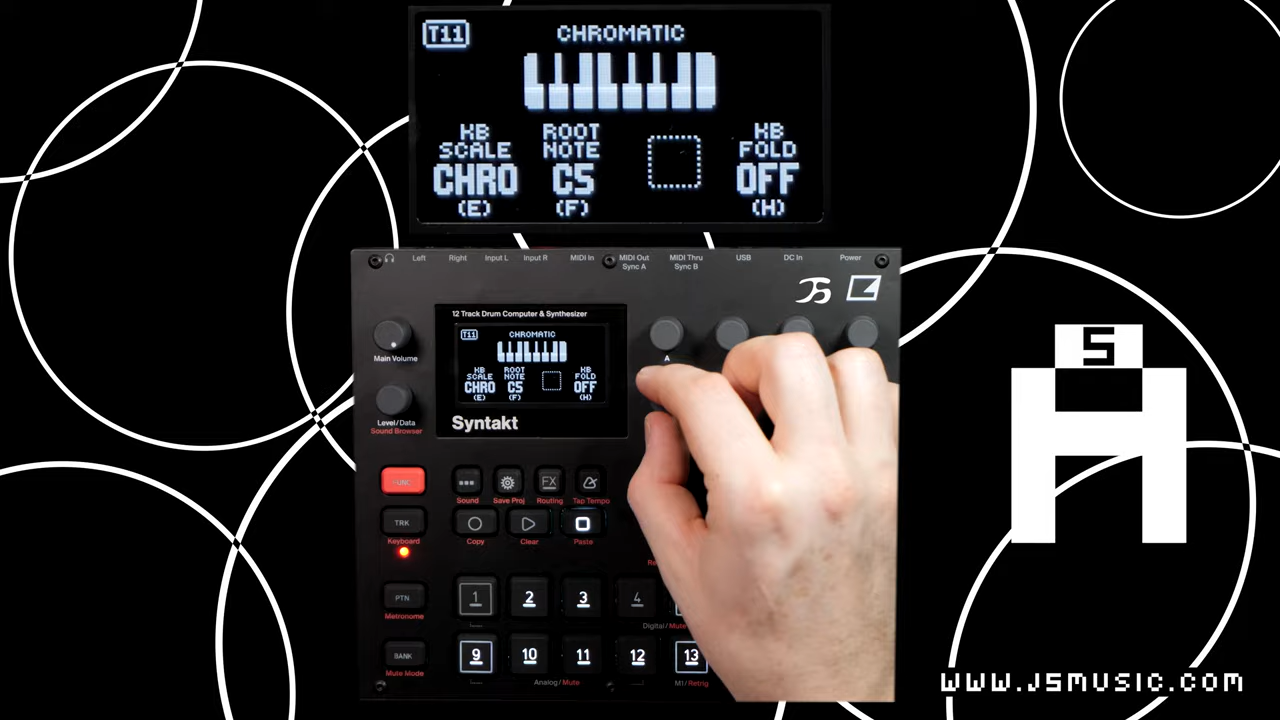 T11
CHROMATIC
KB SCALE
CHRO
(E)
ROOT NOTE
C5
(F)
KB FOLD
OFF
(H)
Left
Right
Input L
Input R
MIDI In
MIDI Out
Sync A
MIDI Thru
Sync B
USB
DC In
Power
JS
12 Track Drum Computer & Synthesizer
T11
CHROMATIC
KB SCALE
CHRO
(E)
ROOT NOTE
C5
(F)
KB FOLD
OFF
(H)
Syntakt
Main Volume
Level/Data
Sound Browser
A
FUNC
TRK
Keyboard
PTN
Metronome
BANK
Mute Mode
FX
Sound
Save Proj
Routing
Tap Tempo
Copy
Clear
Paste
1
2
3
4
Digital/Mute
9
10
11
12
13
Analog/Mute
M1/Retrig
5
H
www.J5MUSIC.COM